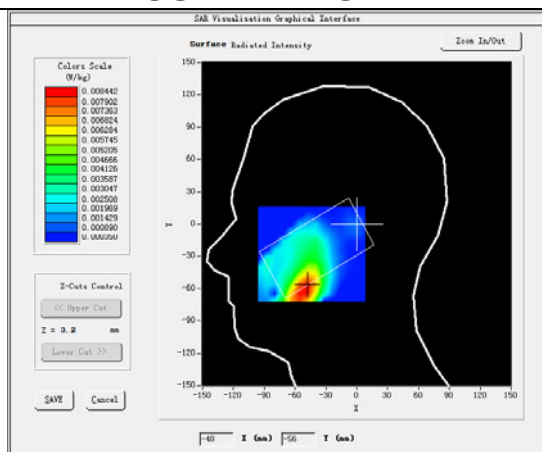 SAR Visualisation Graphical Interface
Surface Radiated Intensity
Zoom In/Out
Colors Scale
(W/kg)
0.008442
0.007902
0.007363
0.006824
0.006284
0.005745
0.005205
0.004666
0.004126
0.003587
0.003047
0.002508
0.001969
0.001429
0.000890
0.000350
150
120
90
60
30
0
-30
-60
-90
-120
-150
Y
-150 -120 -90 -60 -30 0 30 60 90 120 150
X
Z-Cuts Control
<< Upper Cut
Z = 3.2 mm
Lower Cut >>
SAVE Cancel
-48 X (mm) -56 Y (mm)